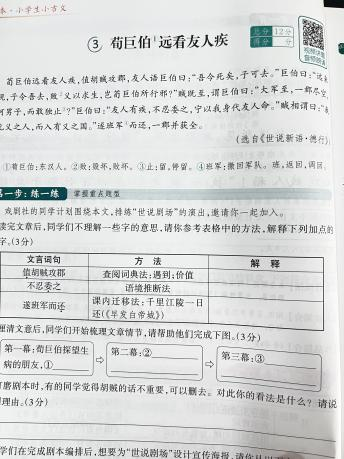 本·小学生小古文
③ 荀巨伯¹远看友人疾
总分 12分
荀巨伯远看友人疾,值胡贼攻郡,友人语巨伯曰:“吾今死矣,子可去。”巨伯曰:“远来
视,子令吾去,败²义以求生,岂荀巨伯所行邪?”贼既至,谓巨伯曰:“大军至,一郡尽空,
何男子,而敢独止³?”巨伯曰:“友人有疾,不忍委之,宁以我身代友人命。”贼相谓曰:
无义之人,而入有义之国。”遂班军⁴而还,一郡并获全。
(选自《世说新语·德行》)
①荀巨伯:东汉人。②败:毁坏,败坏。③止:留,停留。④班军:撤回军队。班,返回,调回。
第一步:练一练 掌握重点题型
戏剧社的同学计划围绕本文,排练“世说剧场”的演出,邀请你一起加入。
读完文章后,同学们不理解一些字的意思,请你参考表格中的方法,解释下列加点的
字。(3分)
文言词句 方法 解释
值胡贼攻郡 查阅词典法:遇到;价值
不忍委之 语境推断法
遂班军而还 课内迁移法:千里江陵一日
还(《早发白帝城》)
厘清文意后,同学们开始梳理文章情节,请帮助他们完成下图。(3分)
第一幕:荀巨伯探望生
病的朋友,① 第二幕:② 第三幕:③
打磨剧本时,有的同学觉得胡贼的话不重要,可以删去。对此你的看法是什么?请说
理由。(3分)
学们在完成剧本编排后,想要为“世说剧场”设计宣传海报,请你从以